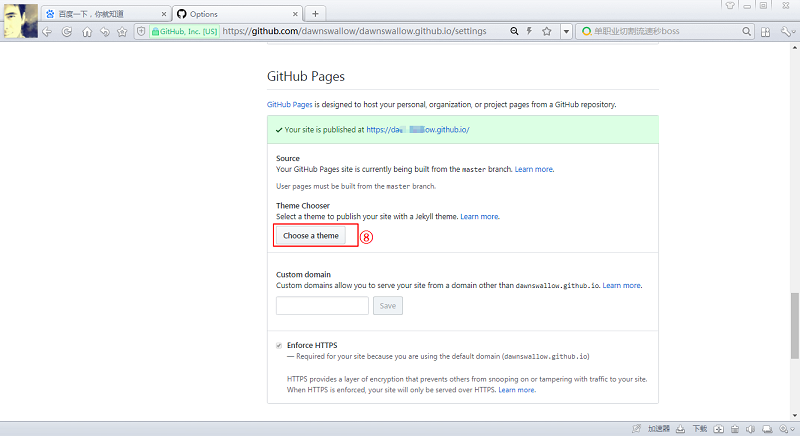 百度一下，你就知道
Options
GitHub, Inc. [US]
https://github.com/dawnswallow/dawnswallow.github.io/settings
单职业切割流速秒boss
GitHub Pages
GitHub Pages is designed to host your personal, organization, or project pages from a GitHub repository.
Your site is published at https://da ow.github.io/
Source
Your GitHub Pages site is currently being built from the master branch. Learn more.
User pages must be built from the master branch.
Theme Chooser
Select a theme to publish your site with a Jekyll theme. Learn more.
Choose a theme
⑧
Custom domain
Custom domains allow you to serve your site from a domain other than dawnswallow.github.io. Learn more.
Save
Enforce HTTPS
— Required for your site because you are using the default domain (dawnswallow.github.io)
HTTPS provides a layer of encryption that prevents others from snooping on or tampering with traffic to your site.
When HTTPS is enforced, your site will only be served over HTTPS. Learn more.
加速器
下载